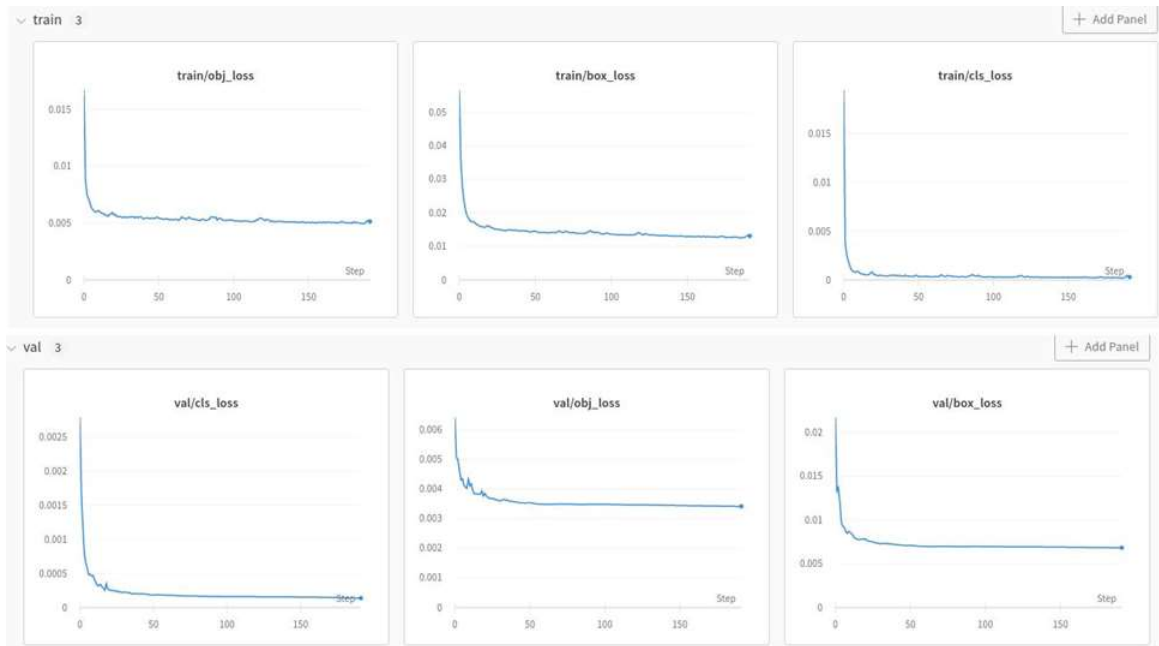 train 3
+ Add Panel
train/obj_loss
0.015
0.01
0.005
0
Step
0 50 100 150
train/box_loss
0.05
0.04
0.03
0.02
0.01
0
Step
0 50 100 150
train/cls_loss
0.015
0.01
0.005
0
Step
0 50 100 150
val 3
+ Add Panel
val/cls_loss
0.0025
0.002
0.0015
0.001
0.0005
0
Step
0 50 100 150
val/obj_loss
0.006
0.005
0.004
0.003
0.002
0.001
0
Step
0 50 100 150
val/box_loss
0.02
0.015
0.01
0.005
0
Step
0 50 100 150